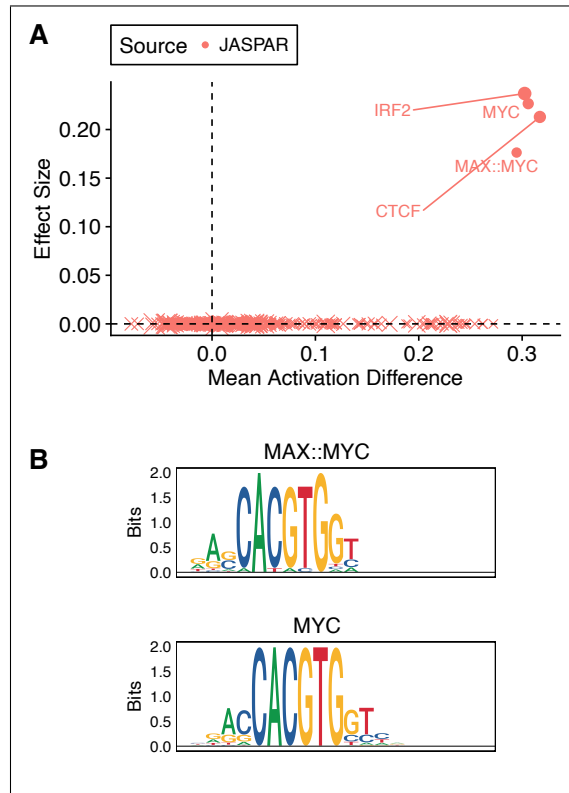 A
Source JASPAR
Effect Size
0.20
0.15
0.10
0.05
0.00
IRF2
MYC
MAX::MYC
CTCF
0.0 0.1 0.2 0.3
Mean Activation Difference
B
MAX::MYC
Bits
2.0
1.5
1.0
0.5
0.0
CACGTGGT
MYC
Bits
2.0
1.5
1.0
0.5
0.0
ACCACGTGGT